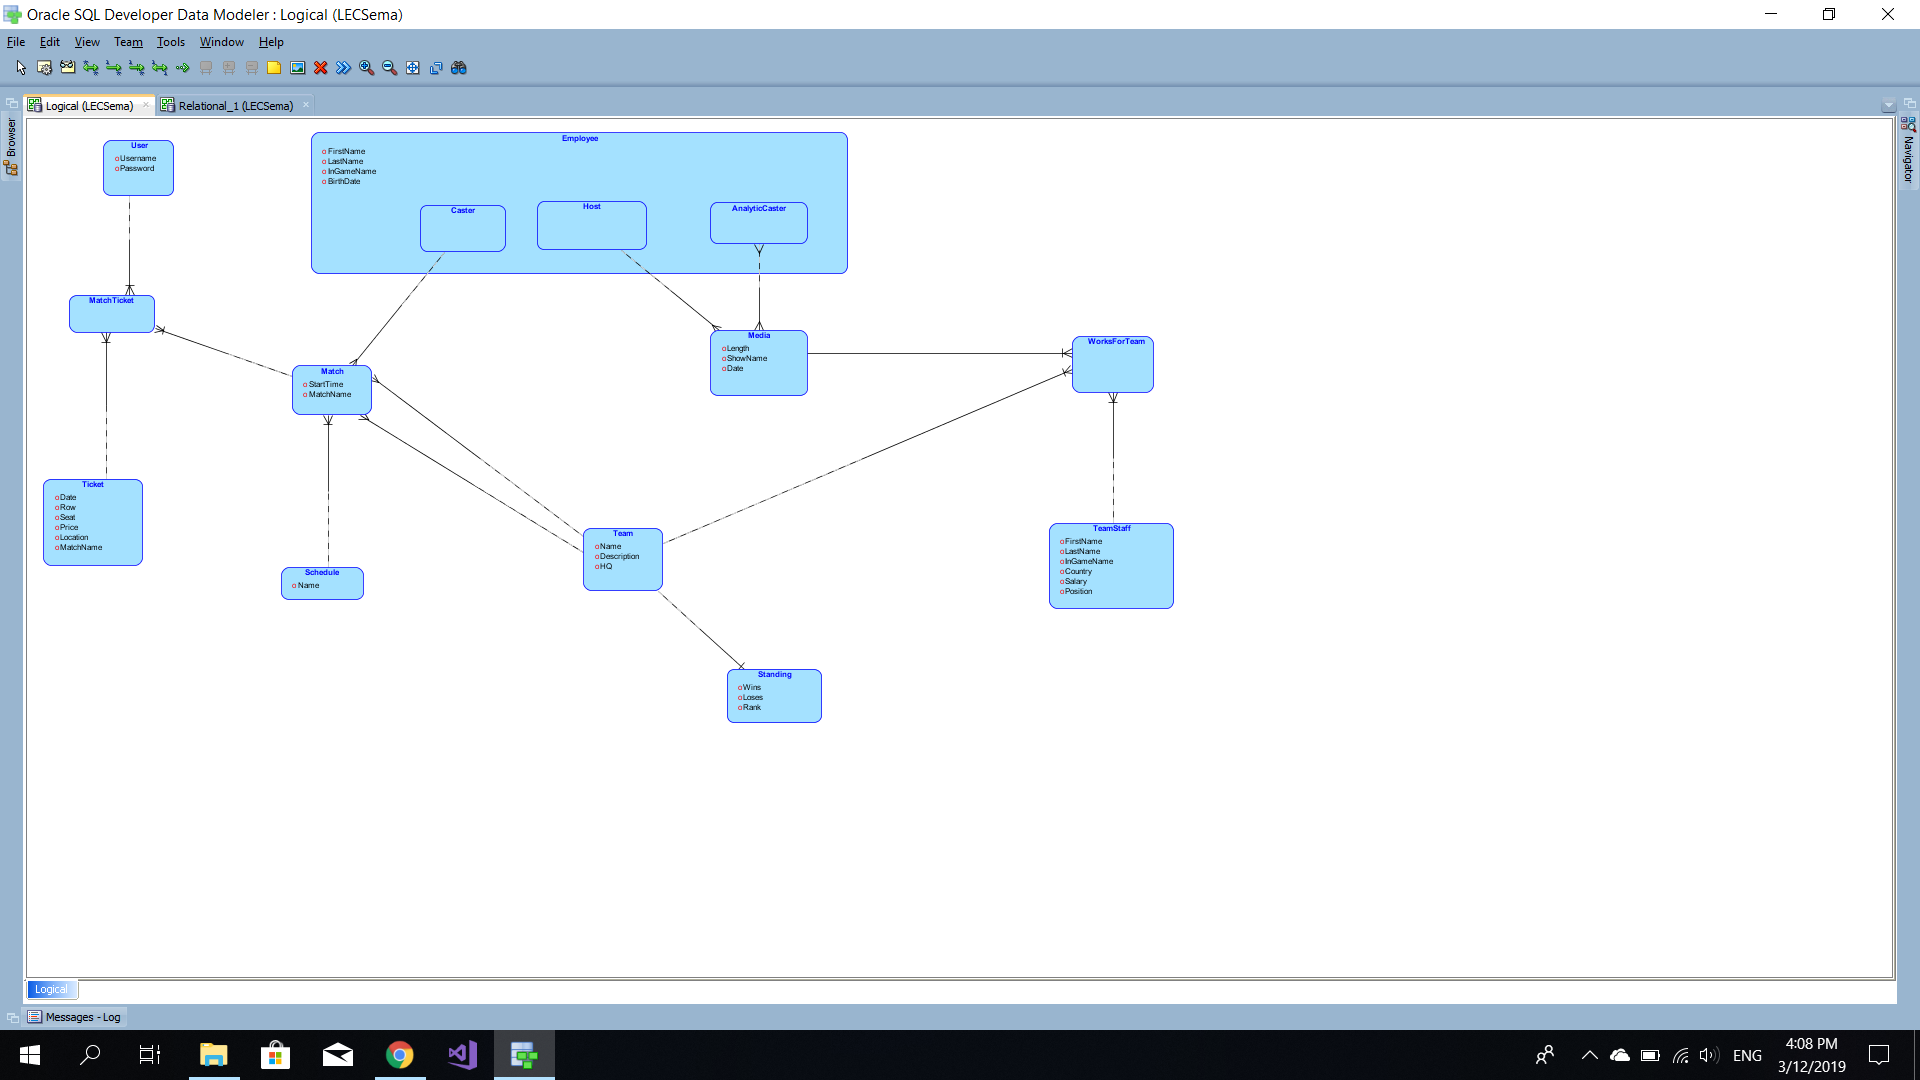 Oracle SQL Developer Data Modeler : Logical (LECSema)
File Edit View Team Tools Window Help
Logical (LECSema)
Relational_1 (LECSema)
Browser
Navigator
User
Username
Password
Employee
FirstName
LastName
InGameName
BirthDate
Caster
Host
AnalyticCaster
MatchTicket
Match
StartTime
MatchName
Media
Length
ShowName
Date
WorksForTeam
Ticket
Date
Row
Seat
Price
Location
MatchName
Schedule
Name
Team
Name
Description
HQ
TeamStaff
FirstName
LastName
InGameName
Country
Salary
Position
Standing
Wins
Loses
Rank
Logical
Messages - Log
ENG
4:08 PM
3/12/2019